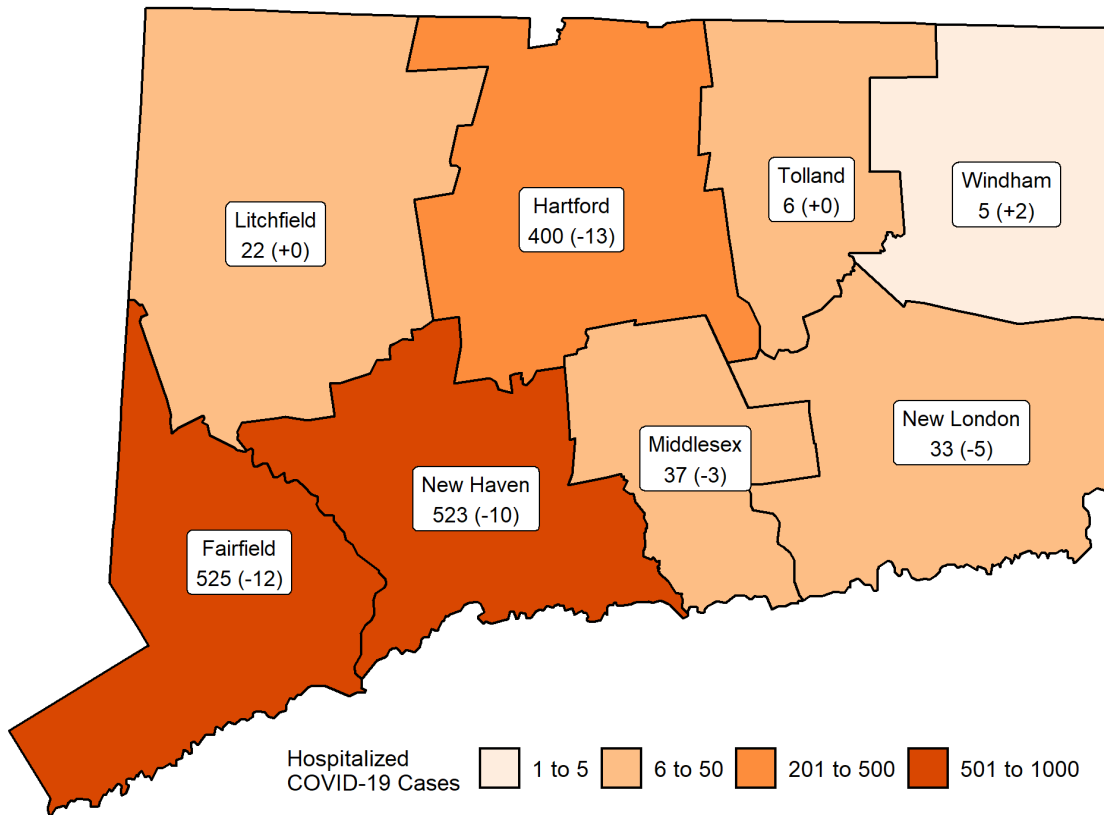 Litchfield
22 (+0)
Hartford
400 (-13)
Tolland
6 (+0)
Windham
5 (+2)
Fairfield
525 (-12)
New Haven
523 (-10)
Middlesex
37 (-3)
New London
33 (-5)
Hospitalized
COVID-19 Cases
1 to 5
6 to 50
201 to 500
501 to 1000